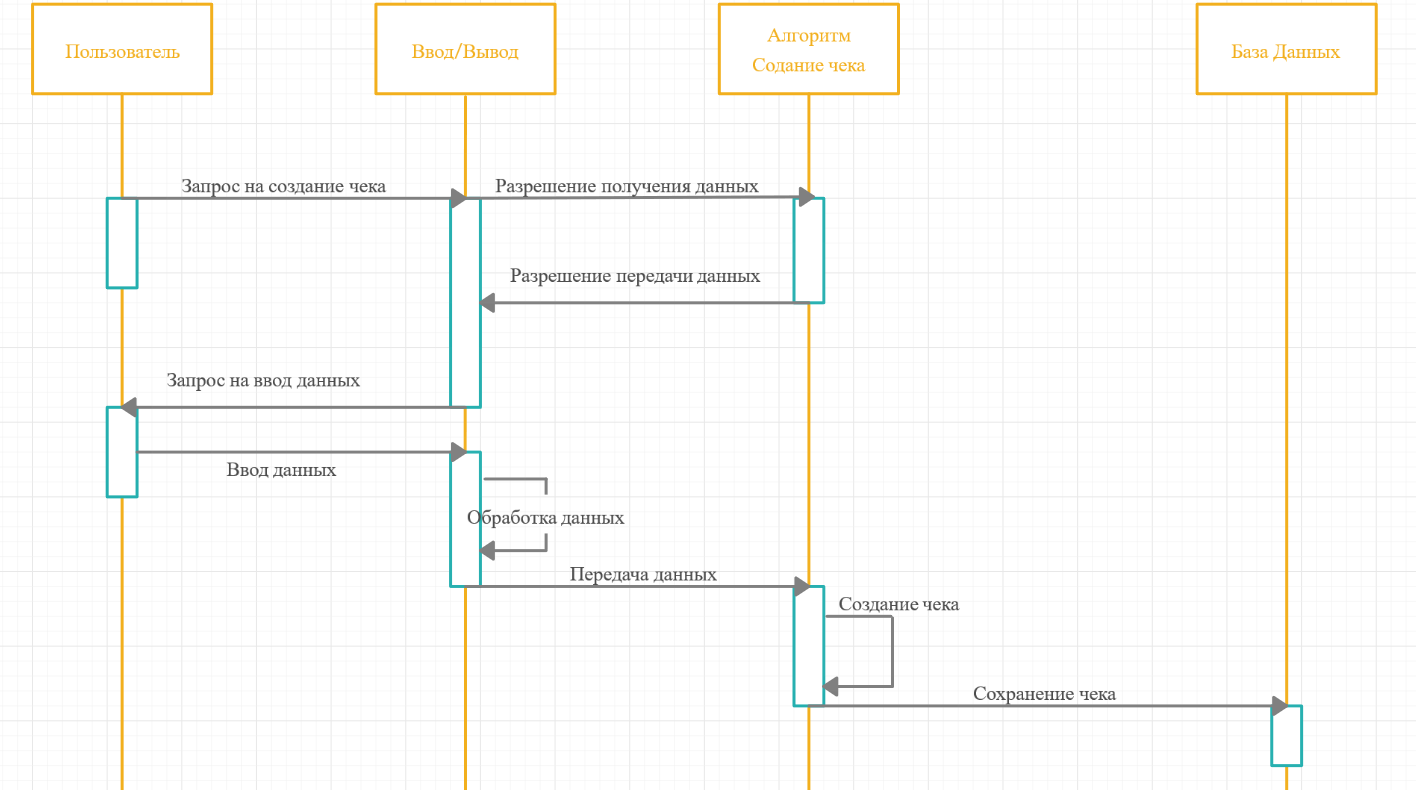 Пользователь
Ввод/Вывод
Алгоритм
Содание чека
База Данных
Запрос на создание чека
Разрешение получения данных
Разрешение передачи данных
Запрос на ввод данных
Ввод данных
Обработка данных
Передача данных
Создание чека
Сохранение чека